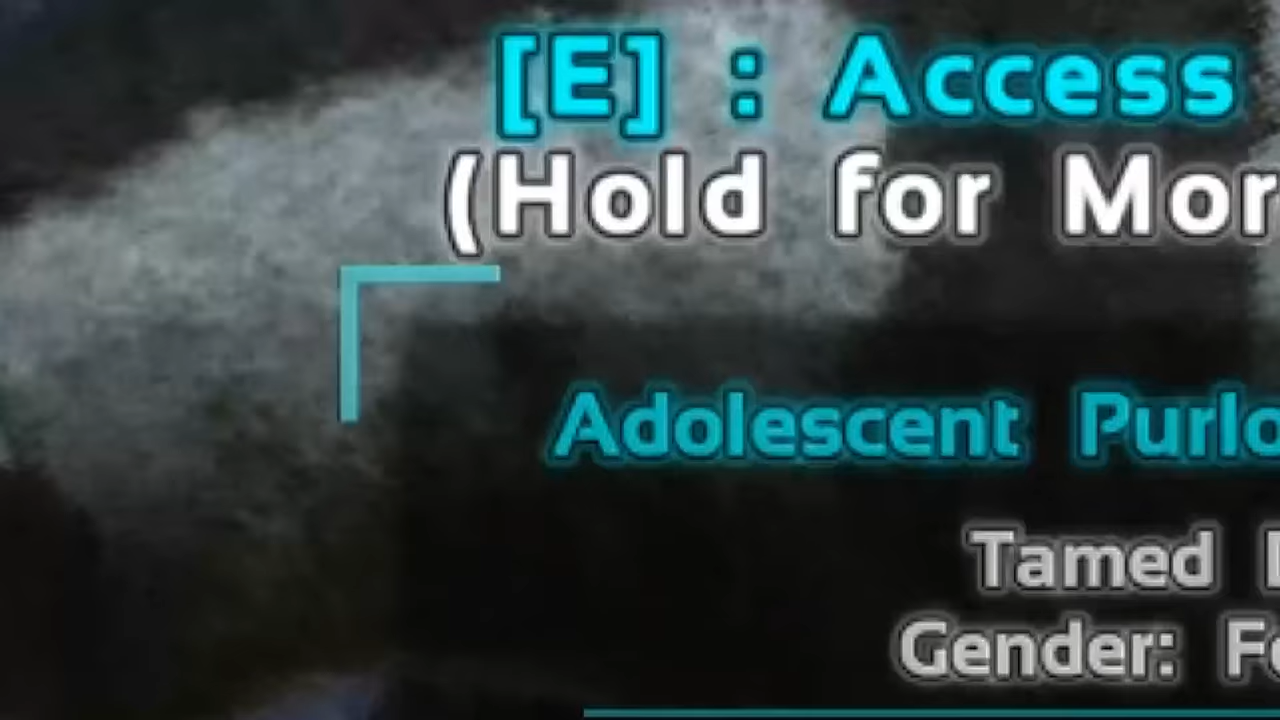 [E] : Access
(Hold for Mor
Adolescent Purlo
Tamed
Gender: Fe